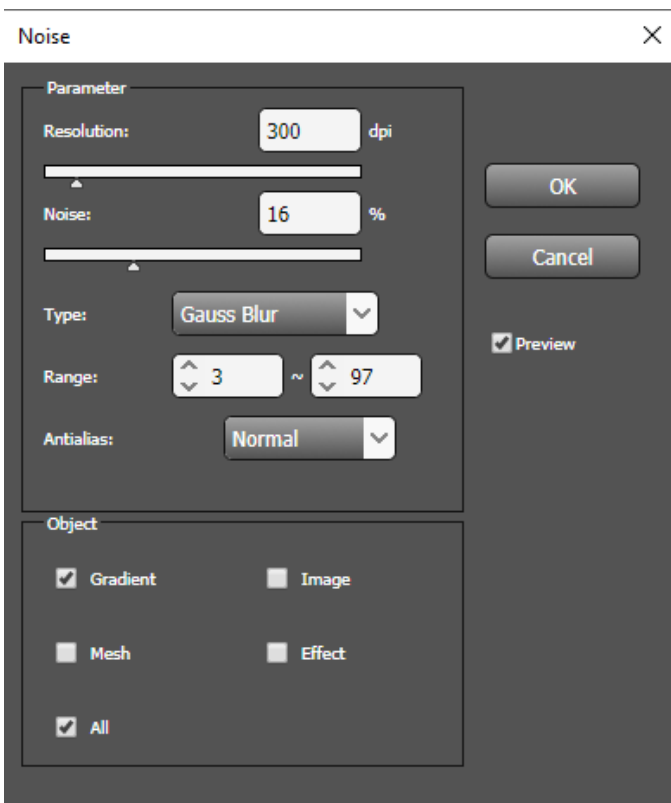 Noise
Parameter
Resolution: 300 dpi
Noise: 16 %
Type: Gauss Blur
Range: 3 ~ 97
Antialias: Normal
OK
Cancel
Preview
Object
Gradient Image
Mesh Effect
All